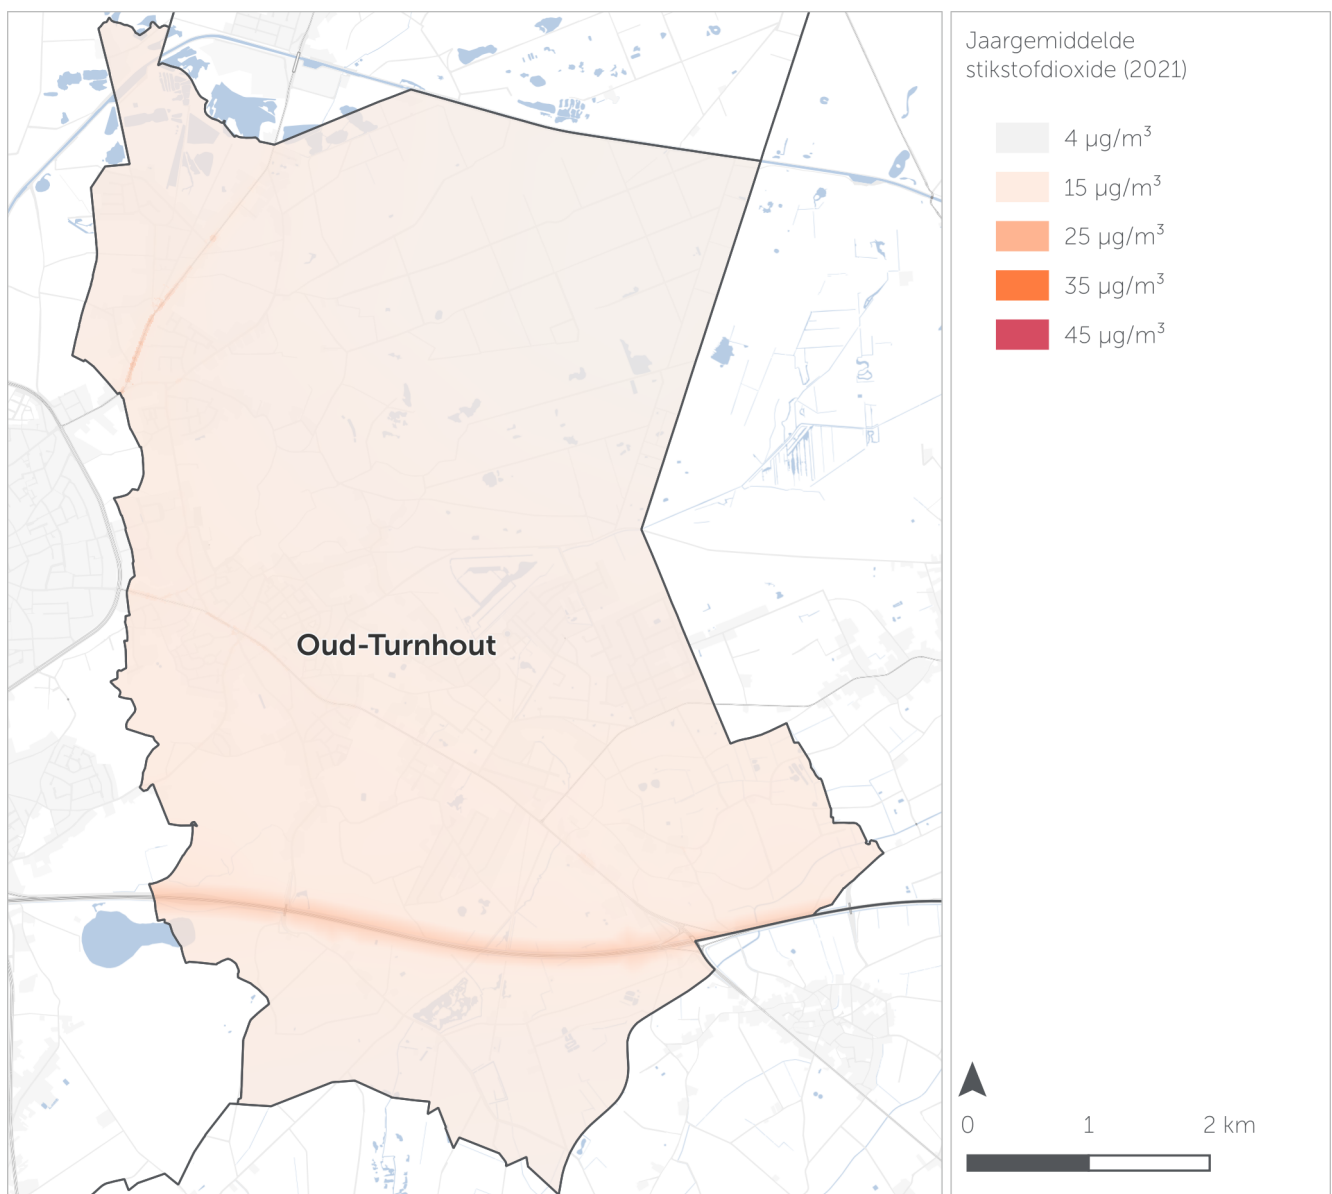 Jaargemiddelde
stikstofdioxide (2021)
4 µg/m³
15 µg/m³
25 µg/m³
35 µg/m³
45 µg/m³
Oud-Turnhout
0 1 2 km